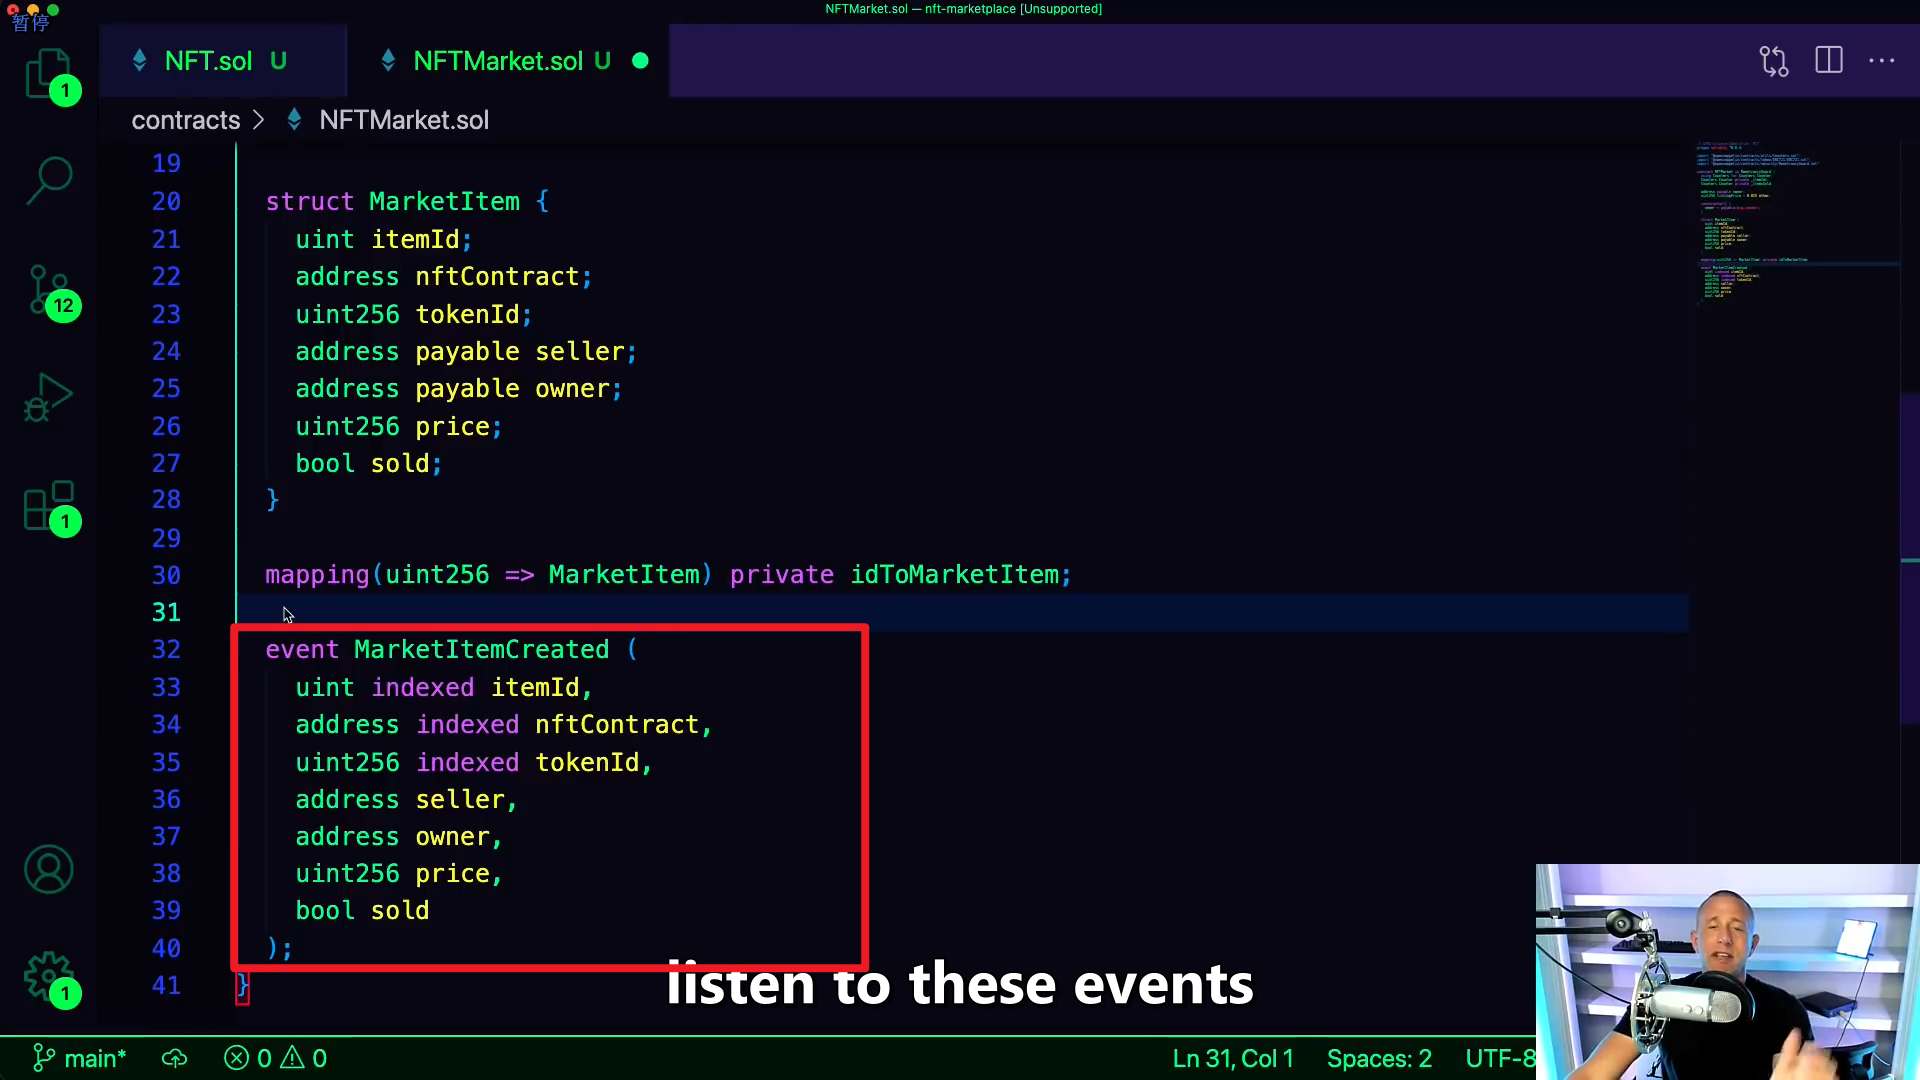 NFTMarket.sol — nft-marketplace [Unsupported]
暂停
NFT.sol U
NFTMarket.sol U
1
contracts > NFTMarket.sol
19
20 struct MarketItem {
21 uint itemId;
22 address nftContract;
23 uint256 tokenId;
12
24 address payable seller;
25 address payable owner;
26 uint256 price;
27 bool sold;
28 }
1
29
30 mapping(uint256 => MarketItem) private idToMarketItem;
31
32 event MarketItemCreated (
33 uint indexed itemId,
34 address indexed nftContract,
35 uint256 indexed tokenId,
36 address seller,
37 address owner,
38 uint256 price,
39 bool sold
40 );
41 }
1
listen to these events
main* 0 0 Ln 31, Col 1 Spaces: 2 UTF-8